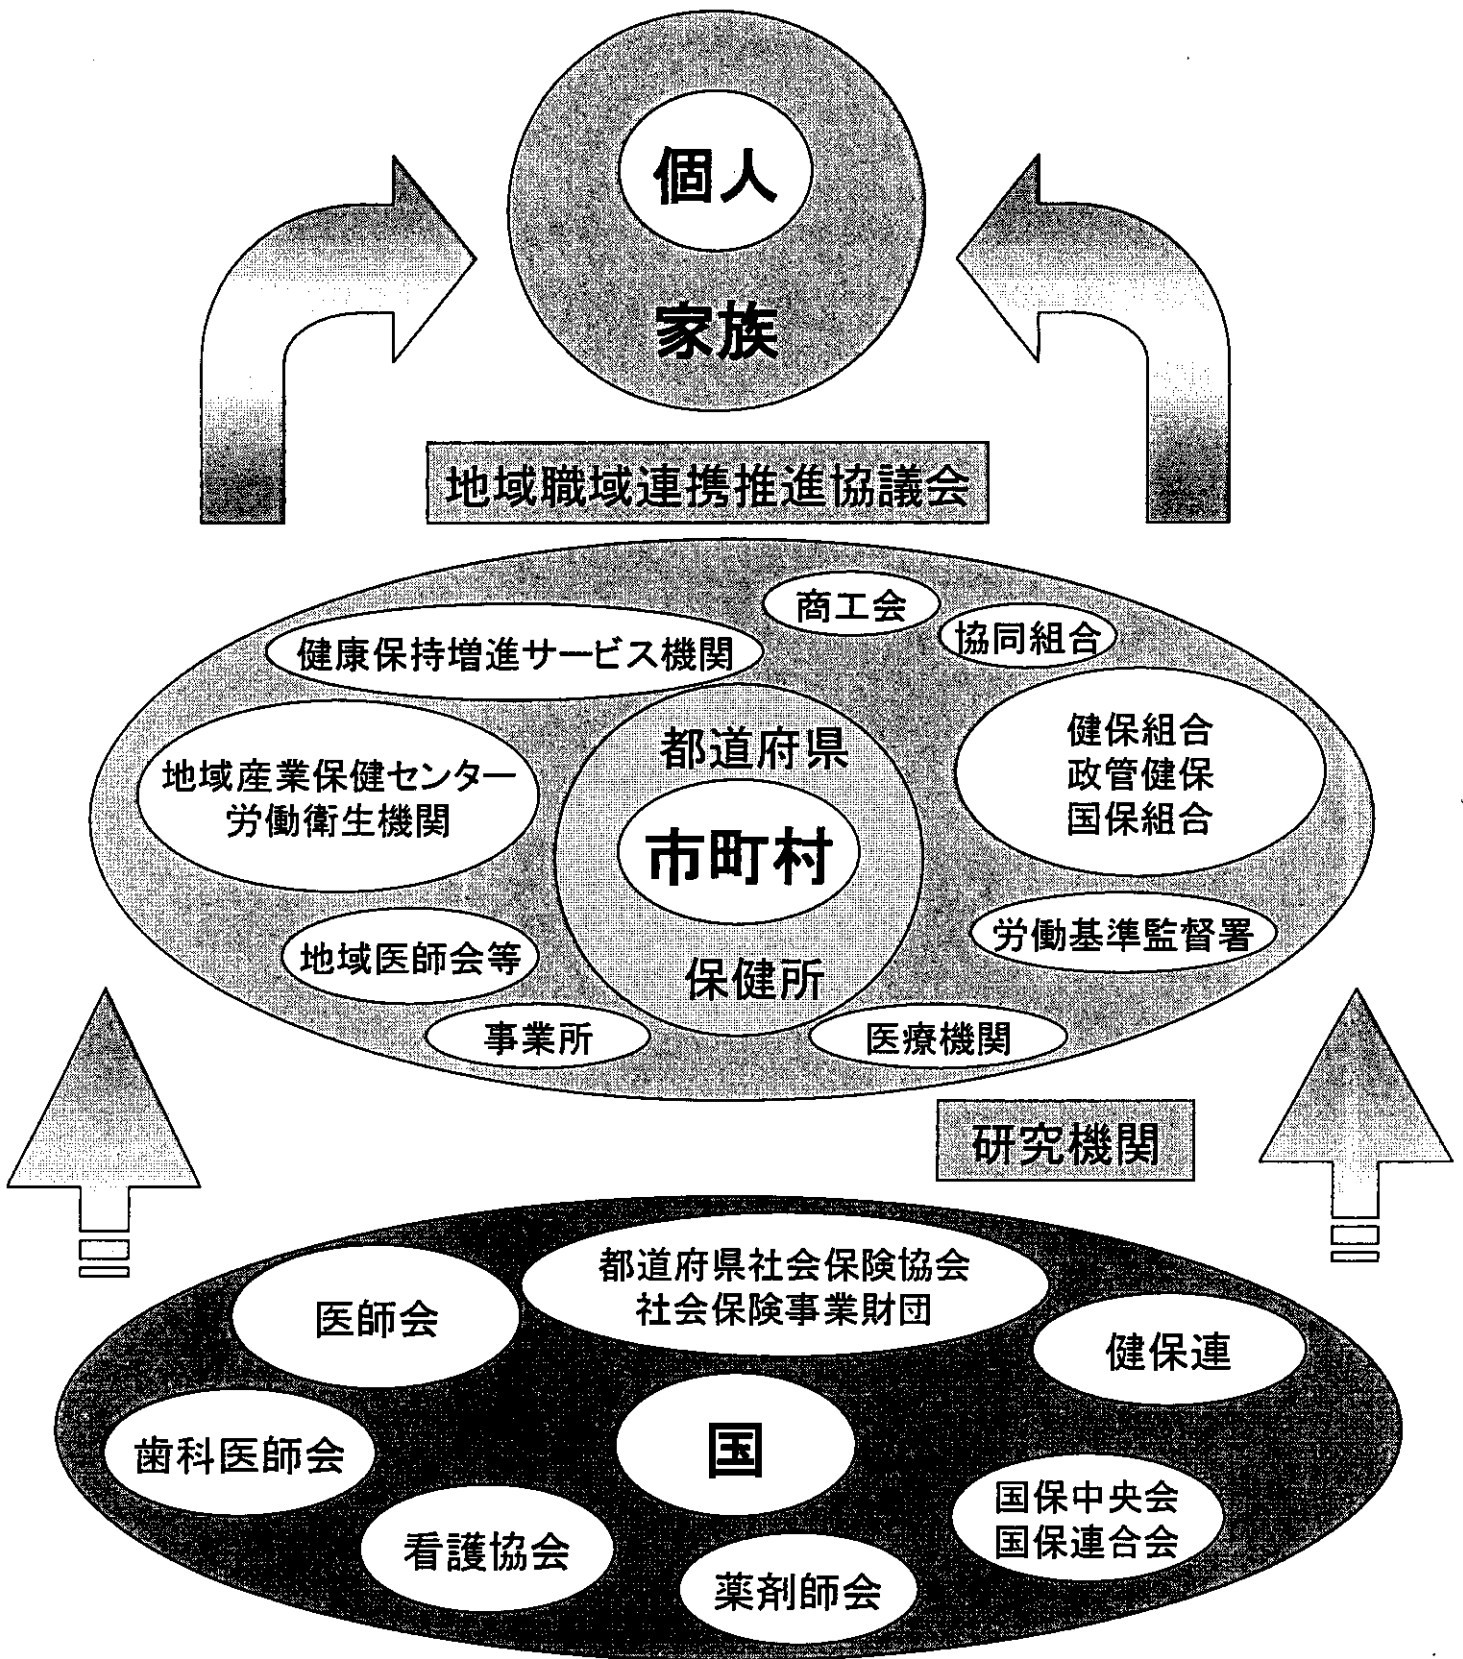 個人
家族
地域職域連携推進協議会
商工会
協同組合
健康保持増進サービス機関
都道府県
健保組合
政管健保
国保組合
地域産業保健センター
労働衛生機関
市町村
労働基準監督署
地域医師会等
保健所
事業所
医療機関
研究機関
都道府県社会保険協会
社会保険事業財団
医師会
健保連
国
歯科医師会
国保中央会
国保連合会
看護協会
薬剤師会